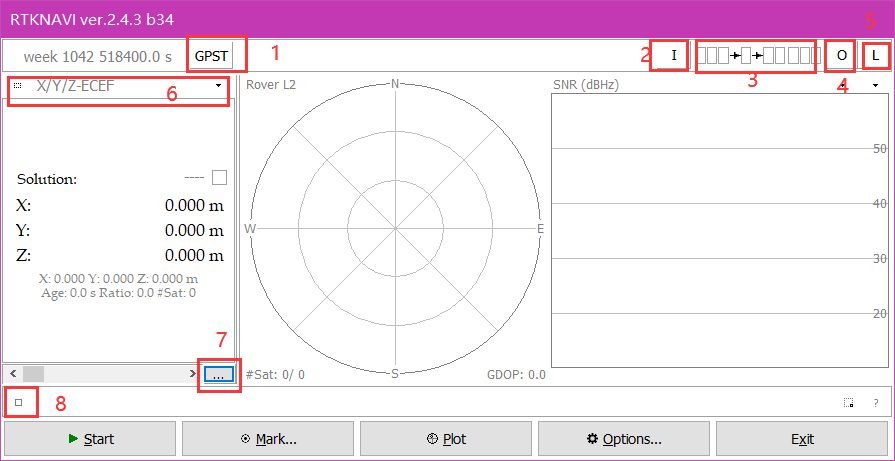 RTKNAVI ver.2.4.3 b34
5
week 1042 518400.0 s GPST 1 2 I 3 O L
4
X/Y/Z-ECEF 6
Rover L2 N
SNR (dBHz)
50
40
30
20
Solution: ----
X: 0.000 m
Y: 0.000 m
Z: 0.000 m
X: 0.000 Y: 0.000 Z: 0.000 m
Age: 0.0 s Ratio: 0.0 #Sat: 0
W E
7
< > ...
#Sat: 0/ 0 S GDOP: 0.0
8 ?
Start Mark... Plot Options... Exit